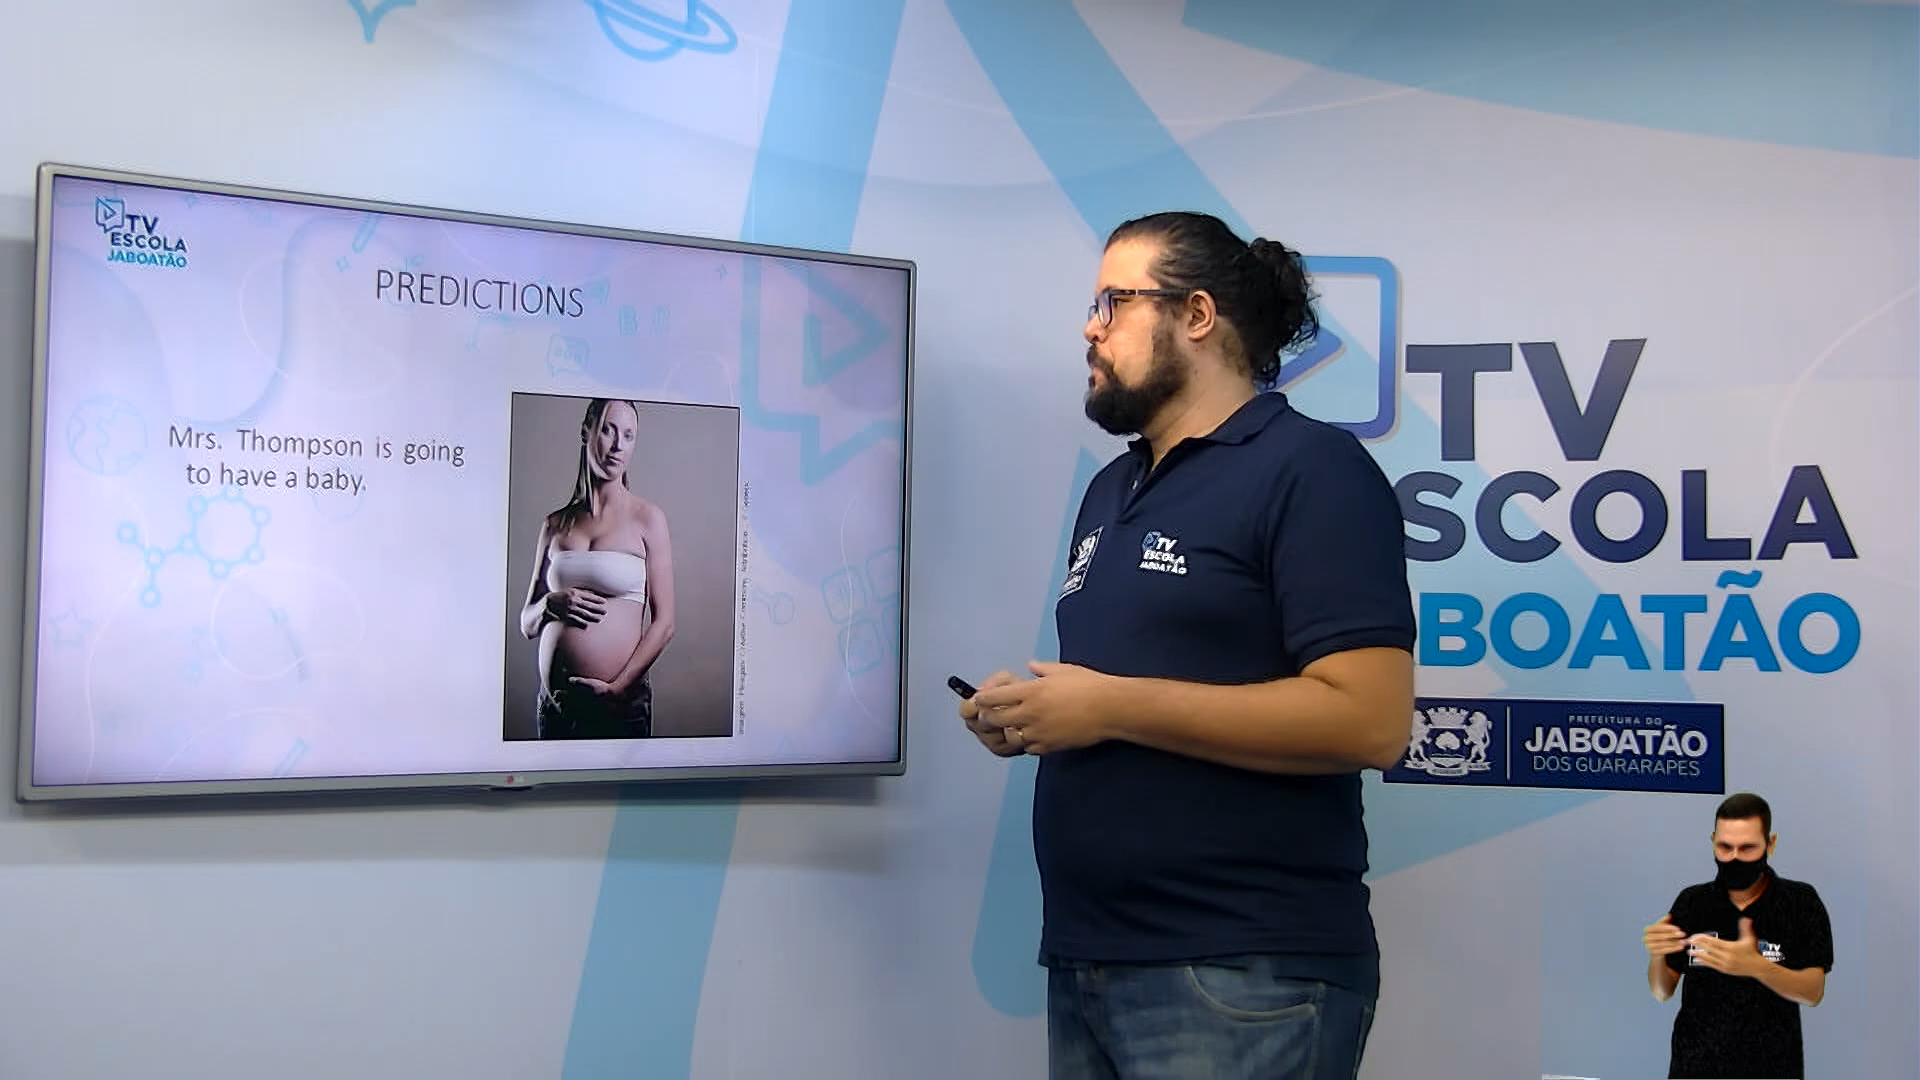 TV
ESCOLA
JABOATÃO
PREDICTIONS
Mrs. Thompson is going
to have a baby.
TV
ESCOLA
JABOATÃO
TV
SCOLA
BOATÃO
PREFEITURA DO
JABOATÃO
DOS GUARARAPES
TV